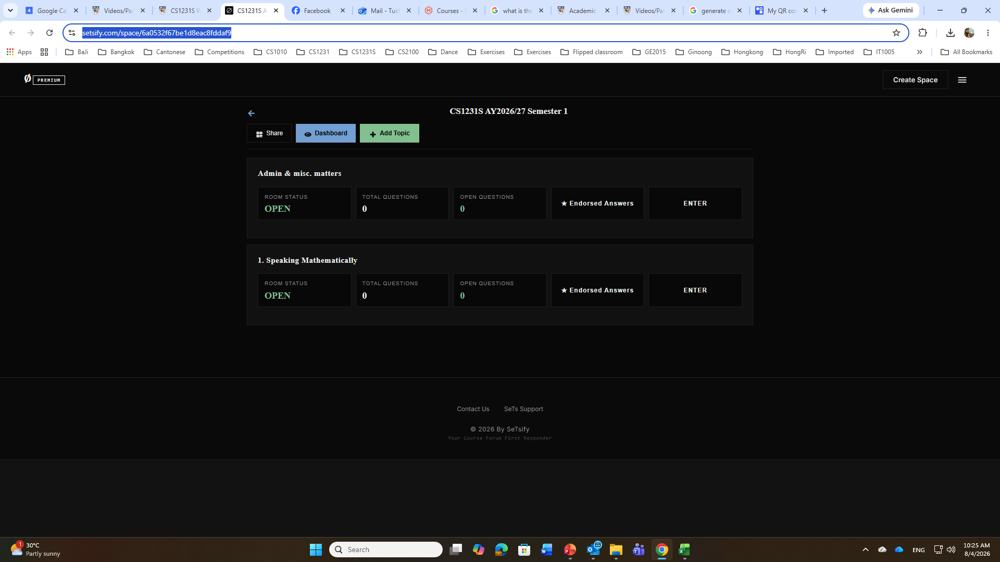 Google Ca
Videos/Pa
CS1231S W
CS1231S A
Facebook
Mail - Tuc
Courses -
what is the
Academic
Videos/Pa
generate
My QR co
Ask Gemini
setsify.com/space/6a0532f67be1d8eac8fddaf9
Apps
BaJi
Bangkok
Cantonese
Competitions
CS1010
CS1231
CS1231S
CS2100
Dance
Exercises
Exercises
Flipped classroom
GE2015
Ginoong
Hongkong
HongRi
Imported
IT1005
All Bookmarks
Ø PREMIUM
Create Space
CS1231S AY2026/27 Semester 1
Share
Dashboard
Add Topic
Admin & misc. matters
ROOM STATUS
OPEN
TOTAL QUESTIONS
0
OPEN QUESTIONS
0
★ Endorsed Answers
ENTER
1. Speaking Mathematically
ROOM STATUS
OPEN
TOTAL QUESTIONS
0
OPEN QUESTIONS
0
★ Endorsed Answers
ENTER
Contact Us
SeTs Support
© 2026 By SeTsify
Your Course Forum First Responder
1
30°C
Partly sunny
Search
ENG
10:25 AM
8/4/2026